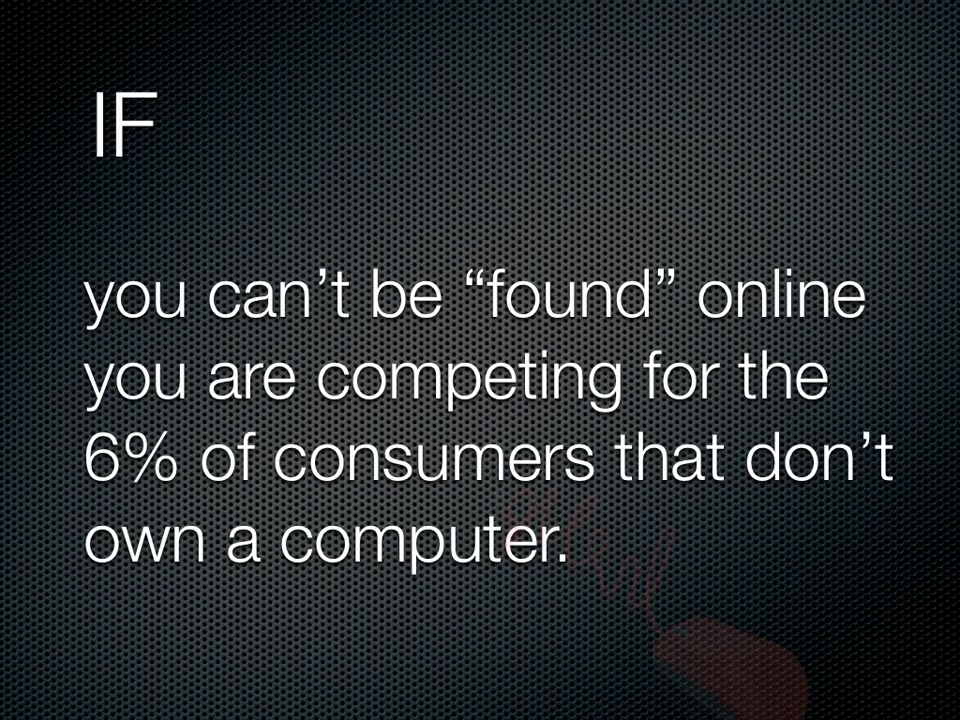 IF
you can’t be “found” online
you are competing for the
6% of consumers that don’t
own a computer.